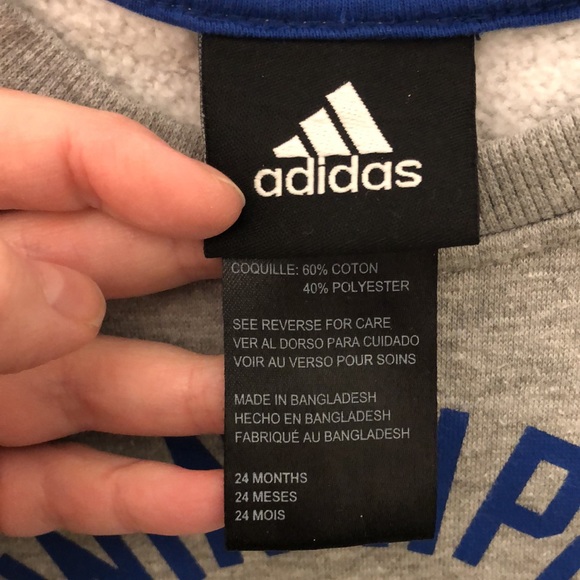 adidas
COQUILLE: 60% COTON
40% POLYESTER
SEE REVERSE FOR CARE
VER AL DORSO PARA CUIDADO
VOIR AU VERSO POUR SOINS
MADE IN BANGLADESH
HECHO EN BANGLADESH
FABRIQUÉ AU BANGLADESH
24 MONTHS
24 MESES
24 MOIS